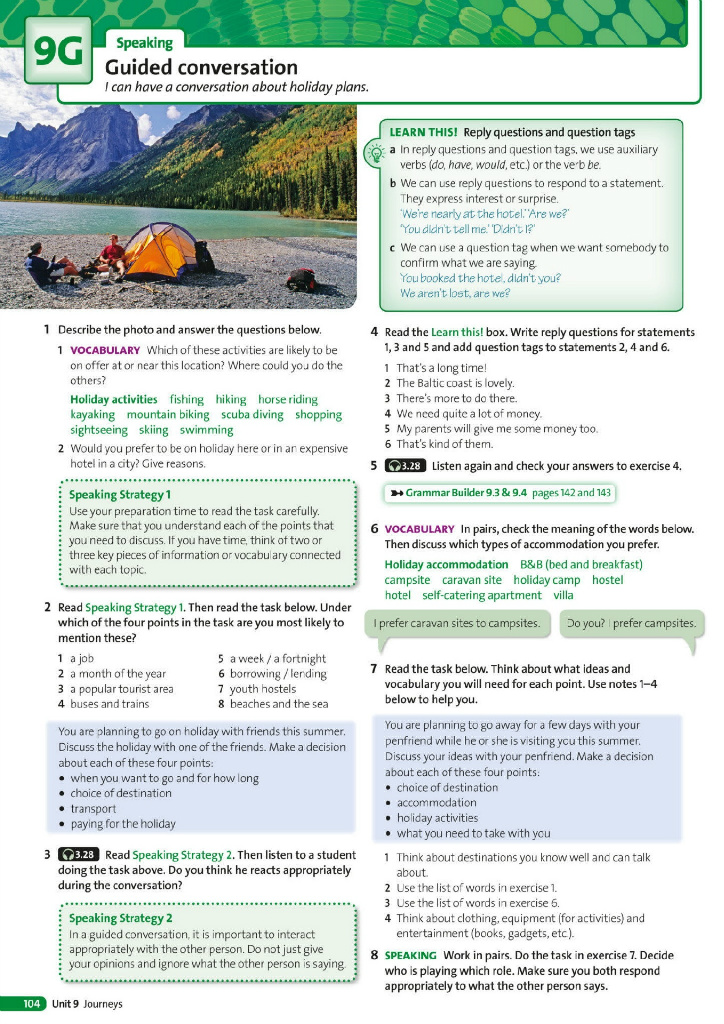 9G
Speaking
Guided conversation
I can have a conversation about holiday plans.
1 Describe the photo and answer the questions below.
1 VOCABULARY Which of these activities are likely to be
on offer at or near this location? Where could you do the
others?
Holiday activities fishing hiking horse riding
kayaking mountain biking scuba diving shopping
sightseeing skiing swimming
2 Would you prefer to be on holiday here or in an expensive
hotel in a city? Give reasons.
Speaking Strategy 1
Use your preparation time to read the task carefully.
Make sure that you understand each of the points that
you need to discuss. If you have time, think of two or
three key pieces of information or vocabulary connected
with each topic.
2 Read Speaking Strategy 1. Then read the task below. Under
which of the four points in the task are you most likely to
mention these?
1 a job
2 a month of the year
3 a popular tourist area
4 buses and trains
5 a week / a fortnight
6 borrowing / lending
7 youth hostels
8 beaches and the sea
You are planning to go on holiday with friends this summer.
Discuss the holiday with one of the friends. Make a decision
about each of these four points:
• when you want to go and for how long
• choice of destination
• transport
• paying for the holiday
3 3.28 Read Speaking Strategy 2. Then listen to a student
doing the task above. Do you think he reacts appropriately
during the conversation?
Speaking Strategy 2
In a guided conversation, it is important to interact
appropriately with the other person. Do not just give
your opinions and ignore what the other person is saying.
LEARN THIS! Reply questions and question tags
a In reply questions and question tags, we use auxiliary
verbs (do, have, would, etc.) or the verb be.
b We can use reply questions to respond to a statement.
They express interest or surprise.
'We're nearly at the hotel.' 'Are we?'
'You didn't tell me.' 'Didn't I?'
c We can use a question tag when we want somebody to
confirm what we are saying.
You booked the hotel, didn't you?
We aren't lost, are we?
4 Read the Learn this! box. Write reply questions for statements
1, 3 and 5 and add question tags to statements 2, 4 and 6.
1 That's a long time!
2 The Baltic coast is lovely.
3 There's more to do there.
4 We need quite a lot of money.
5 My parents will give me some money too.
6 That's kind of them.
5 3.28 Listen again and check your answers to exercise 4.
Grammar Builder 9.3 & 9.4 pages 142 and 143
6 VOCABULARY In pairs, check the meaning of the words below.
Then discuss which types of accommodation you prefer.
Holiday accommodation B&B (bed and breakfast)
campsite caravan site holiday camp hostel
hotel self-catering apartment villa
I prefer caravan sites to campsites.
Do you? I prefer campsites.
7 Read the task below. Think about what ideas and
vocabulary you will need for each point. Use notes 1–4
below to help you.
You are planning to go away for a few days with your
penfriend while he or she is visiting you this summer.
Discuss your ideas with your penfriend. Make a decision
about each of these four points:
• choice of destination
• accommodation
• holiday activities
• what you need to take with you
1 Think about destinations you know well and can talk
about.
2 Use the list of words in exercise 1.
3 Use the list of words in exercise 6.
4 Think about clothing, equipment (for activities) and
entertainment (books, gadgets, etc.).
8 SPEAKING Work in pairs. Do the task in exercise 7. Decide
who is playing which role. Make sure you both respond
appropriately to what the other person says.
104 Unit 9 Journeys